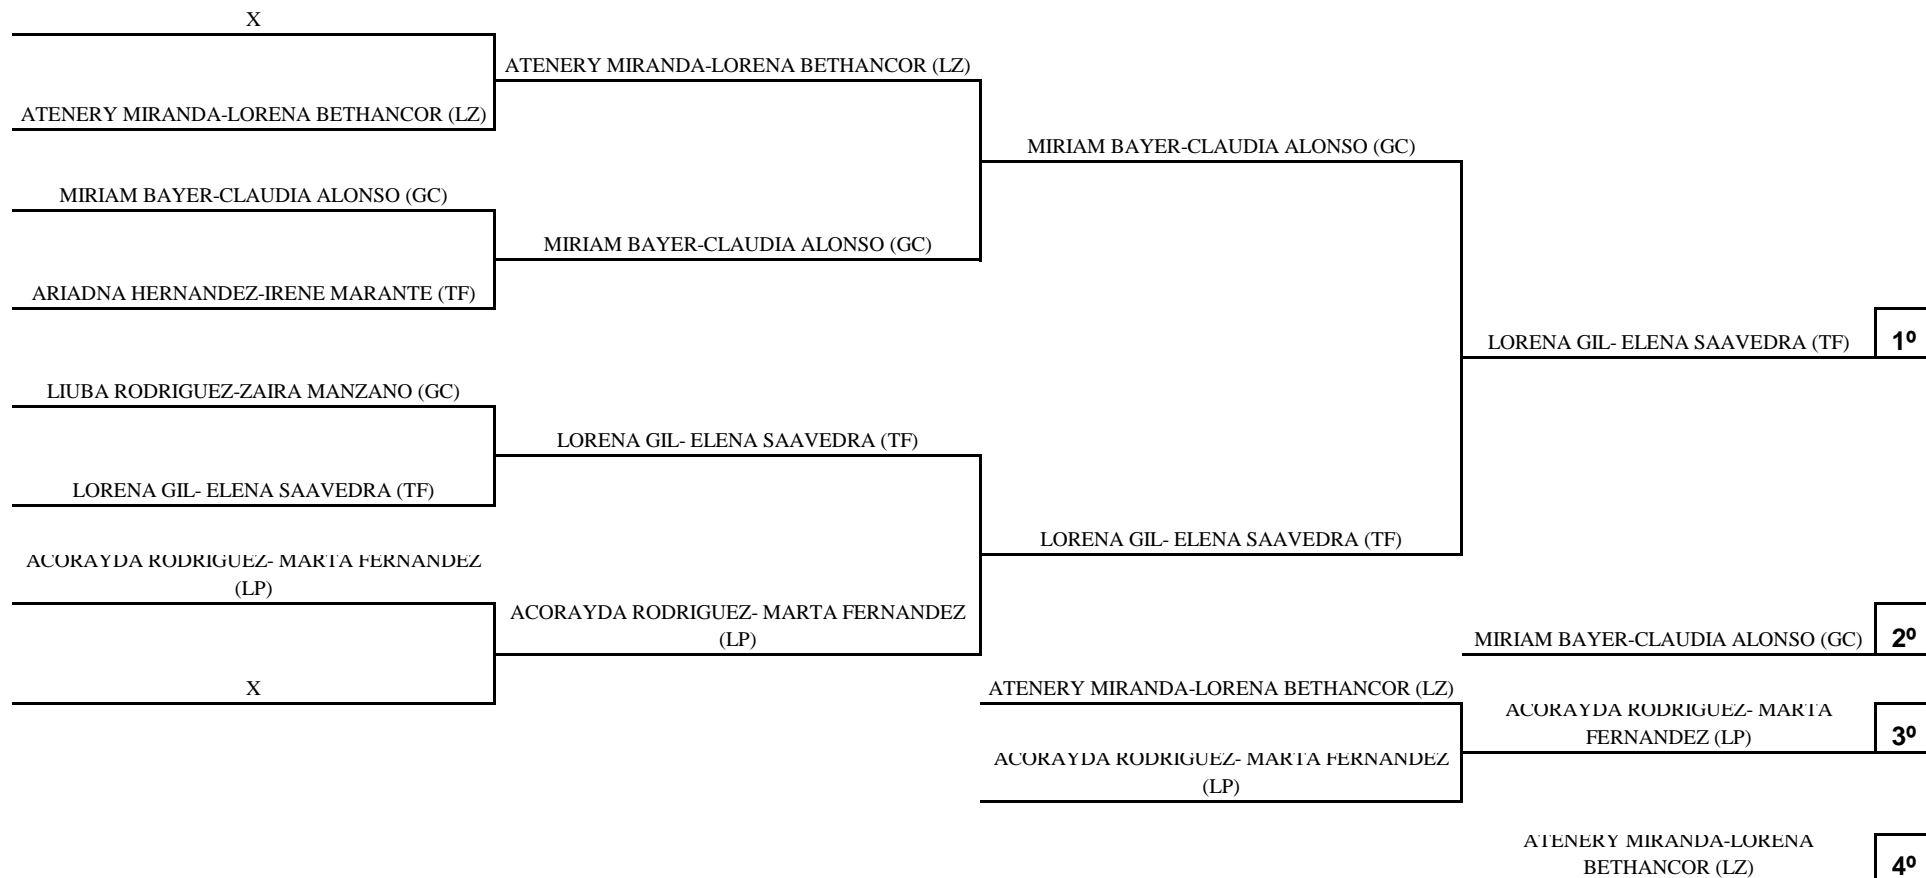 X
ATENERY MIRANDA-LORENA BETHANCOR (LZ)
MIRIAM BAYER-CLAUDIA ALONSO (GC)
ARIADNA HERNANDEZ-IRENE MARANTE (TF)
LIUBA RODRIGUEZ-ZAIRA MANZANO (GC)
LORENA GIL- ELENA SAAVEDRA (TF)
ACORAYDA RODRIGUEZ- MARTA FERNANDEZ
(LP)
X
ATENERY MIRANDA-LORENA BETHANCOR (LZ)
MIRIAM BAYER-CLAUDIA ALONSO (GC)
LORENA GIL- ELENA SAAVEDRA (TF)
ACORAYDA RODRIGUEZ- MARTA FERNANDEZ
(LP)
MIRIAM BAYER-CLAUDIA ALONSO (GC)
LORENA GIL- ELENA SAAVEDRA (TF)
ATENERY MIRANDA-LORENA BETHANCOR (LZ)
ACORAYDA RODRIGUEZ- MARTA FERNANDEZ
(LP)
LORENA GIL- ELENA SAAVEDRA (TF) 1º
MIRIAM BAYER-CLAUDIA ALONSO (GC) 2º
ACORAYDA RODRIGUEZ- MARTA
FERNANDEZ (LP) 3º
ATENERY MIRANDA-LORENA
BETHANCOR (LZ) 4º